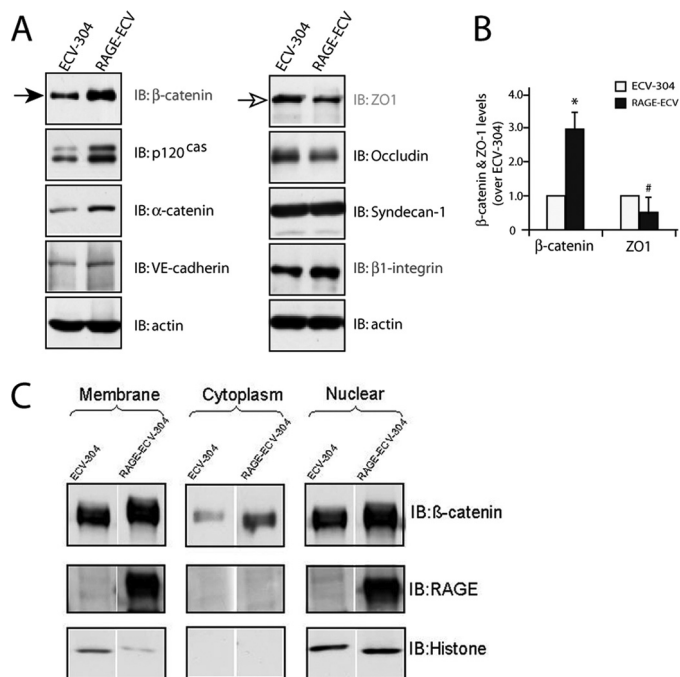 A
ECV-304
RAGE-ECV
IB: β-catenin
IB: p120cas
IB: α-catenin
IB: VE-cadherin
IB: actin
ECV-304
RAGE-ECV
IB: ZO1
IB: Occludin
IB: Syndecan-1
IB: β1-integrin
IB: actin
B
ECV-304
RAGE-ECV
β-catenin & ZO-1 levels
(over ECV-304)
4.0
3.0
2.0
1.0
0
*
#
β-catenin
ZO1
C
Membrane
Cytoplasm
Nuclear
ECV-304
RAGE-ECV-304
ECV-304
RAGE-ECV-304
ECV-304
RAGE-ECV-304
IB:ß-catenin
IB:RAGE
IB:Histone